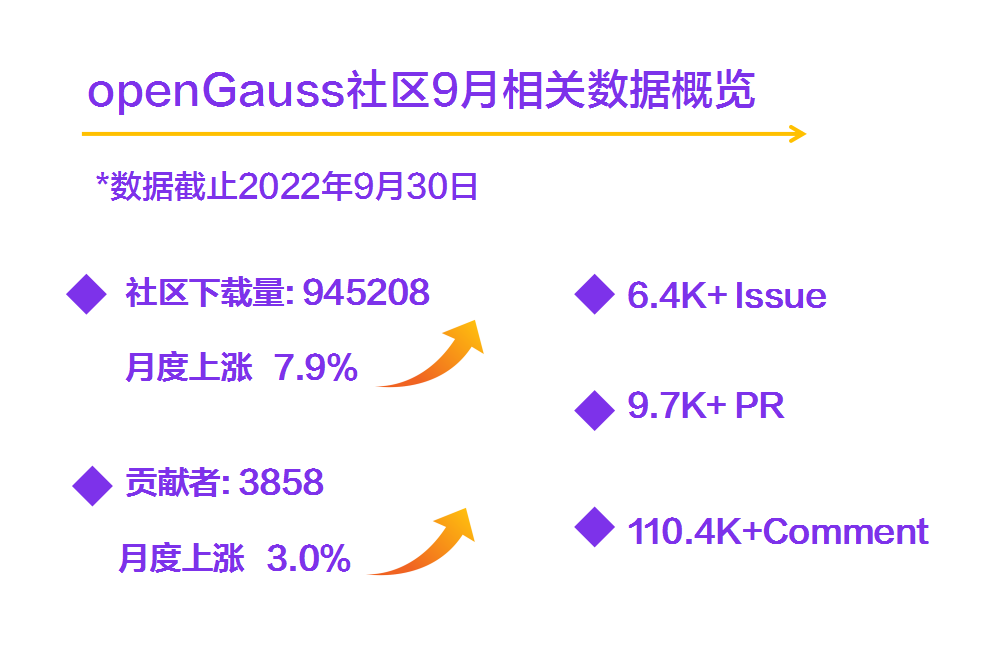 openGauss社区9月相关数据概览
*数据截止2022年9月30日
社区下载量: 945208
月度上涨 7.9%
贡献者: 3858
月度上涨 3.0%
6.4K+ Issue
9.7K+ PR
110.4K+Comment